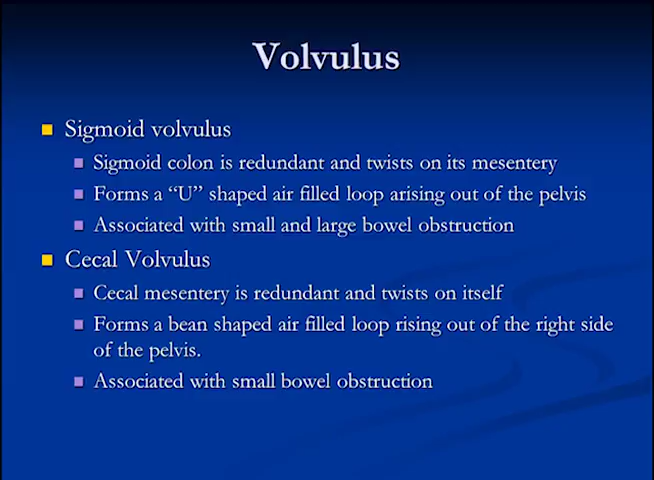 Volvulus
Sigmoid volvulus
Sigmoid colon is redundant and twists on its mesentery
Forms a “U” shaped air filled loop arising out of the pelvis
Associated with small and large bowel obstruction
Cecal Volvulus
Cecal mesentery is redundant and twists on itself
Forms a bean shaped air filled loop rising out of the right side
of the pelvis.
Associated with small bowel obstruction